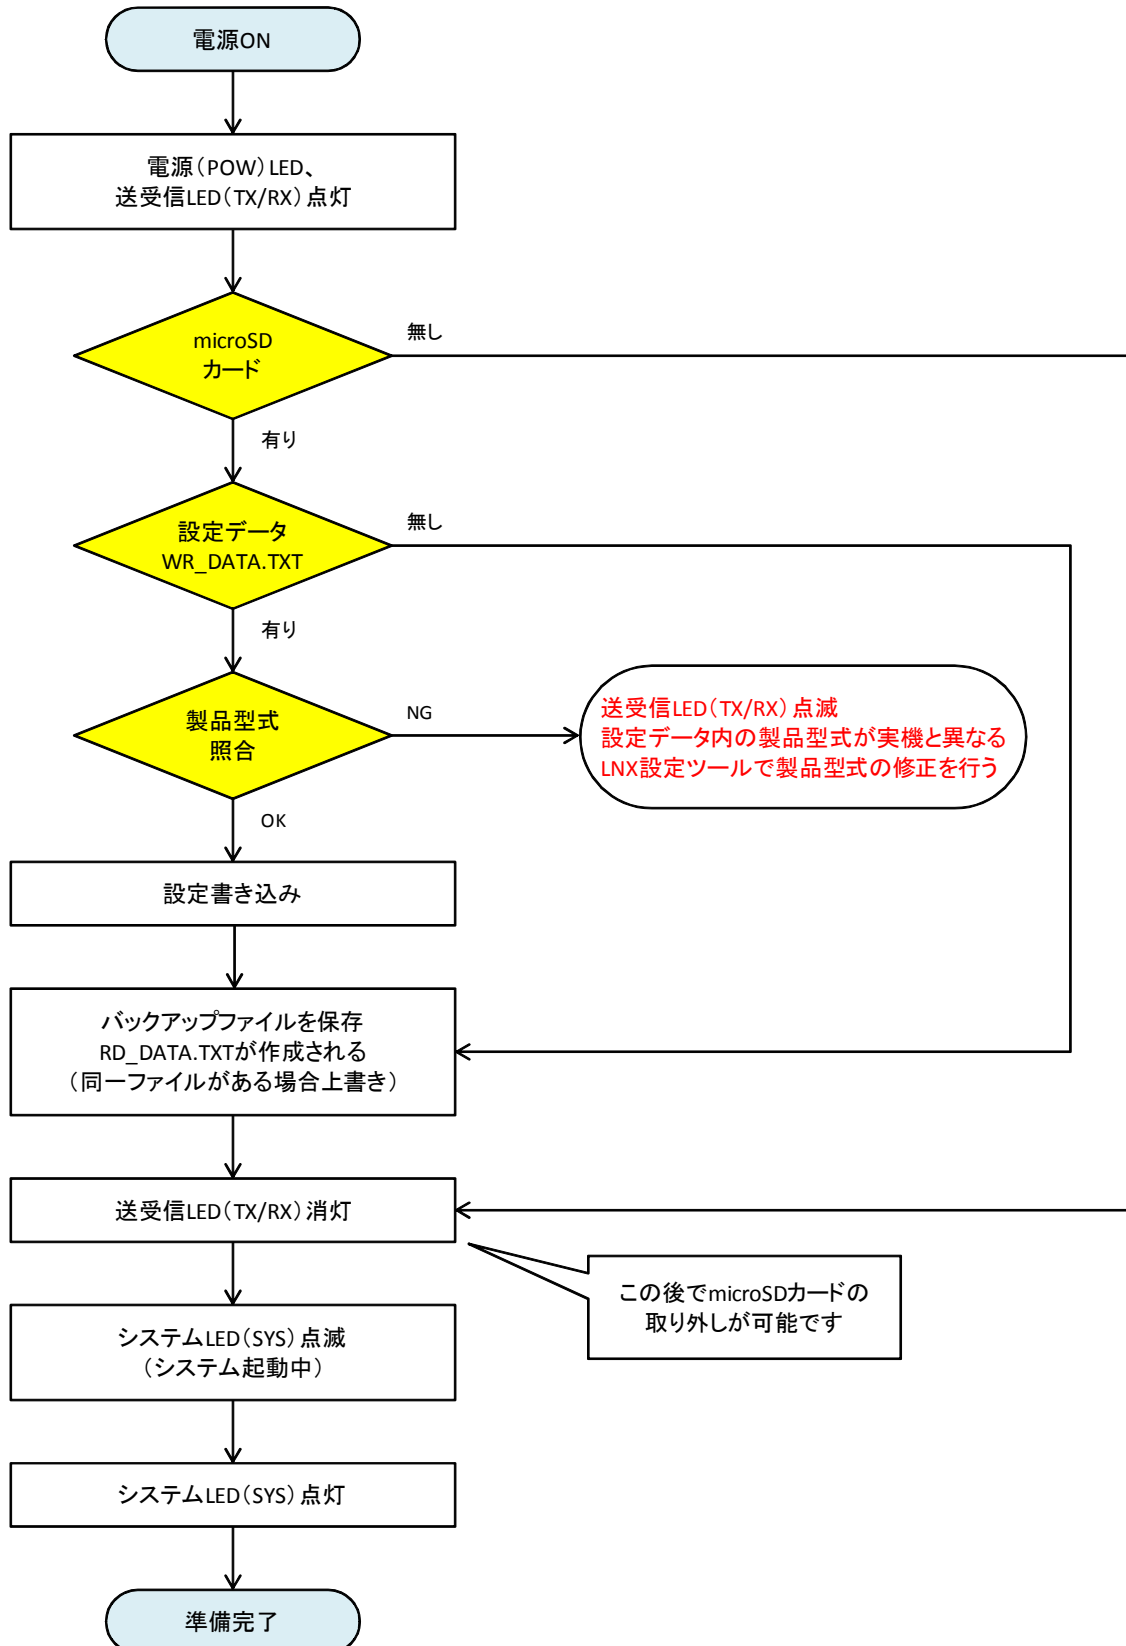 電源ON
電源（POW）LED、
送受信LED（TX/RX）点灯
microSD
カード
無し
有り
設定データ
WR_DATA.TXT
無し
有り
製品型式
照合
NG
送受信LED（TX/RX）点滅
設定データ内の製品型式が実機と異なる
LNX設定ツールで製品型式の修正を行う
OK
設定書き込み
バックアップファイルを保存
RD_DATA.TXTが作成される
（同一ファイルがある場合上書き）
送受信LED（TX/RX）消灯
この後でmicroSDカードの
取り外しが可能です
システムLED（SYS）点滅
（システム起動中）
システムLED（SYS）点灯
準備完了